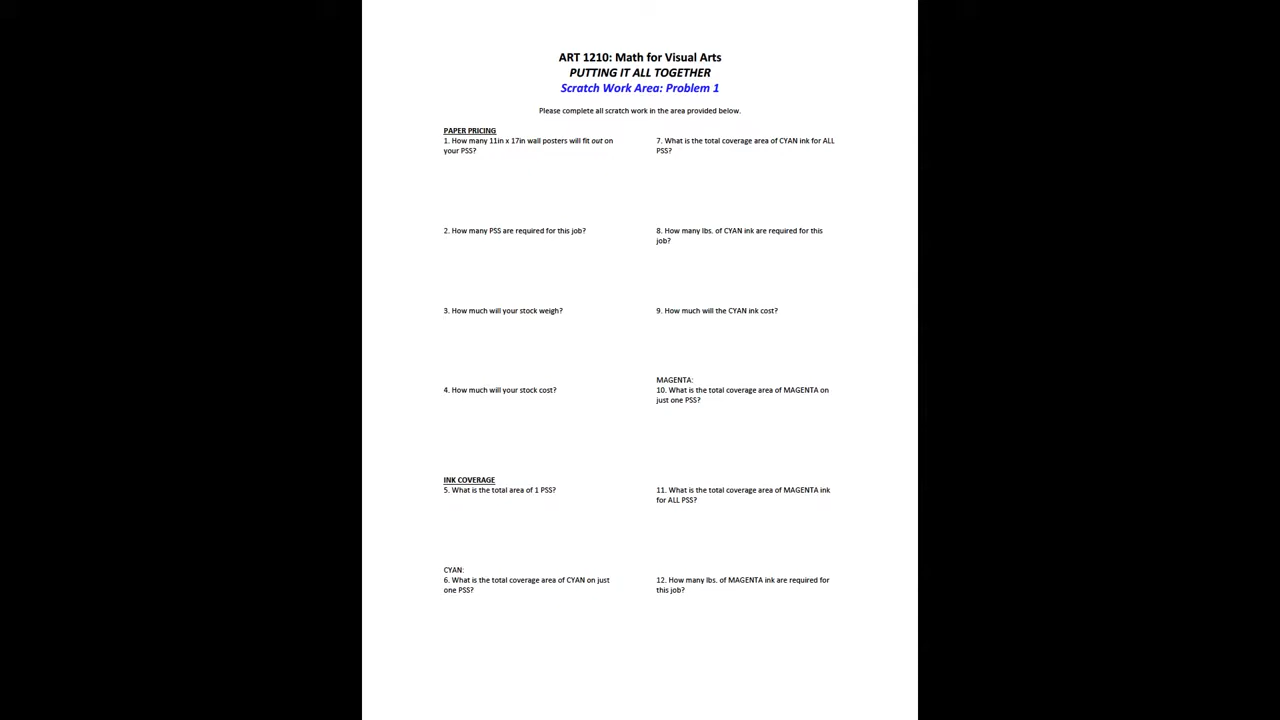 ART 1210: Math for Visual Arts
PUTTING IT ALL TOGETHER
Scratch Work Area: Problem 1
Please complete all scratch work in the area provided below.
PAPER PRICING
1. How many 11in x 17in wall posters will fit out on
your PSS?
2. How many PSS are required for this job?
3. How much will your stock weigh?
4. How much will your stock cost?
INK COVERAGE
5. What is the total area of 1 PSS?
CYAN:
6. What is the total coverage area of CYAN on just
one PSS?
7. What is the total coverage area of CYAN ink for ALL
PSS?
8. How many lbs. of CYAN ink are required for this
job?
9. How much will the CYAN ink cost?
MAGENTA:
10. What is the total coverage area of MAGENTA on
just one PSS?
11. What is the total coverage area of MAGENTA ink
for ALL PSS?
12. How many lbs. of MAGENTA ink are required for
this job?